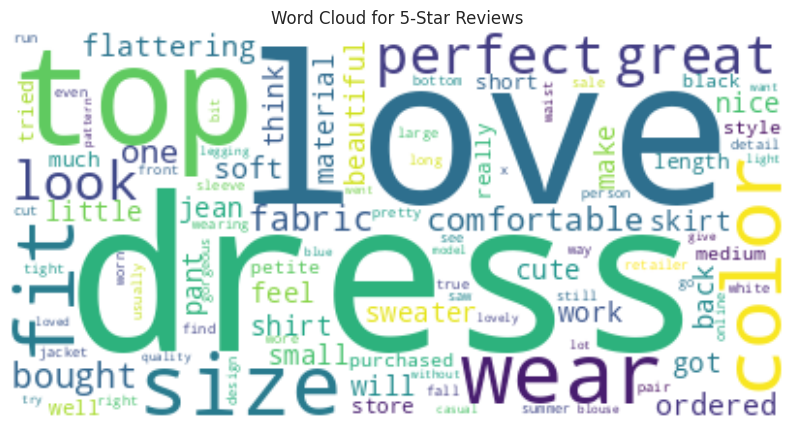 Word Cloud for 5-Star Reviews
run
flattering
perfect
great
top
love
tried
even
pattern
bit
think
material
beautiful
bottom
short
waist
sale
black
want
nice
style
detail
light
large
long
really
make
length
much
one
front
legging
soft
look
little
cut
sleeve
jean
wearing
fabric
went
pretty
x
person
comfortable
skirt
color
fit
dress
tight
worn
usually
pant
gorgeous
blue
petite
feel
see
model
true
saw
sweater
lovely
cute
way
still
work
go
give
retailer
medium
back
white
online
loved
jacket
find
shirt
more
quality
small
purchased
lot
without
bought
size
design
will
wear
pair
got
try
well
right
store
fall
casual
summer
blouse
ordered